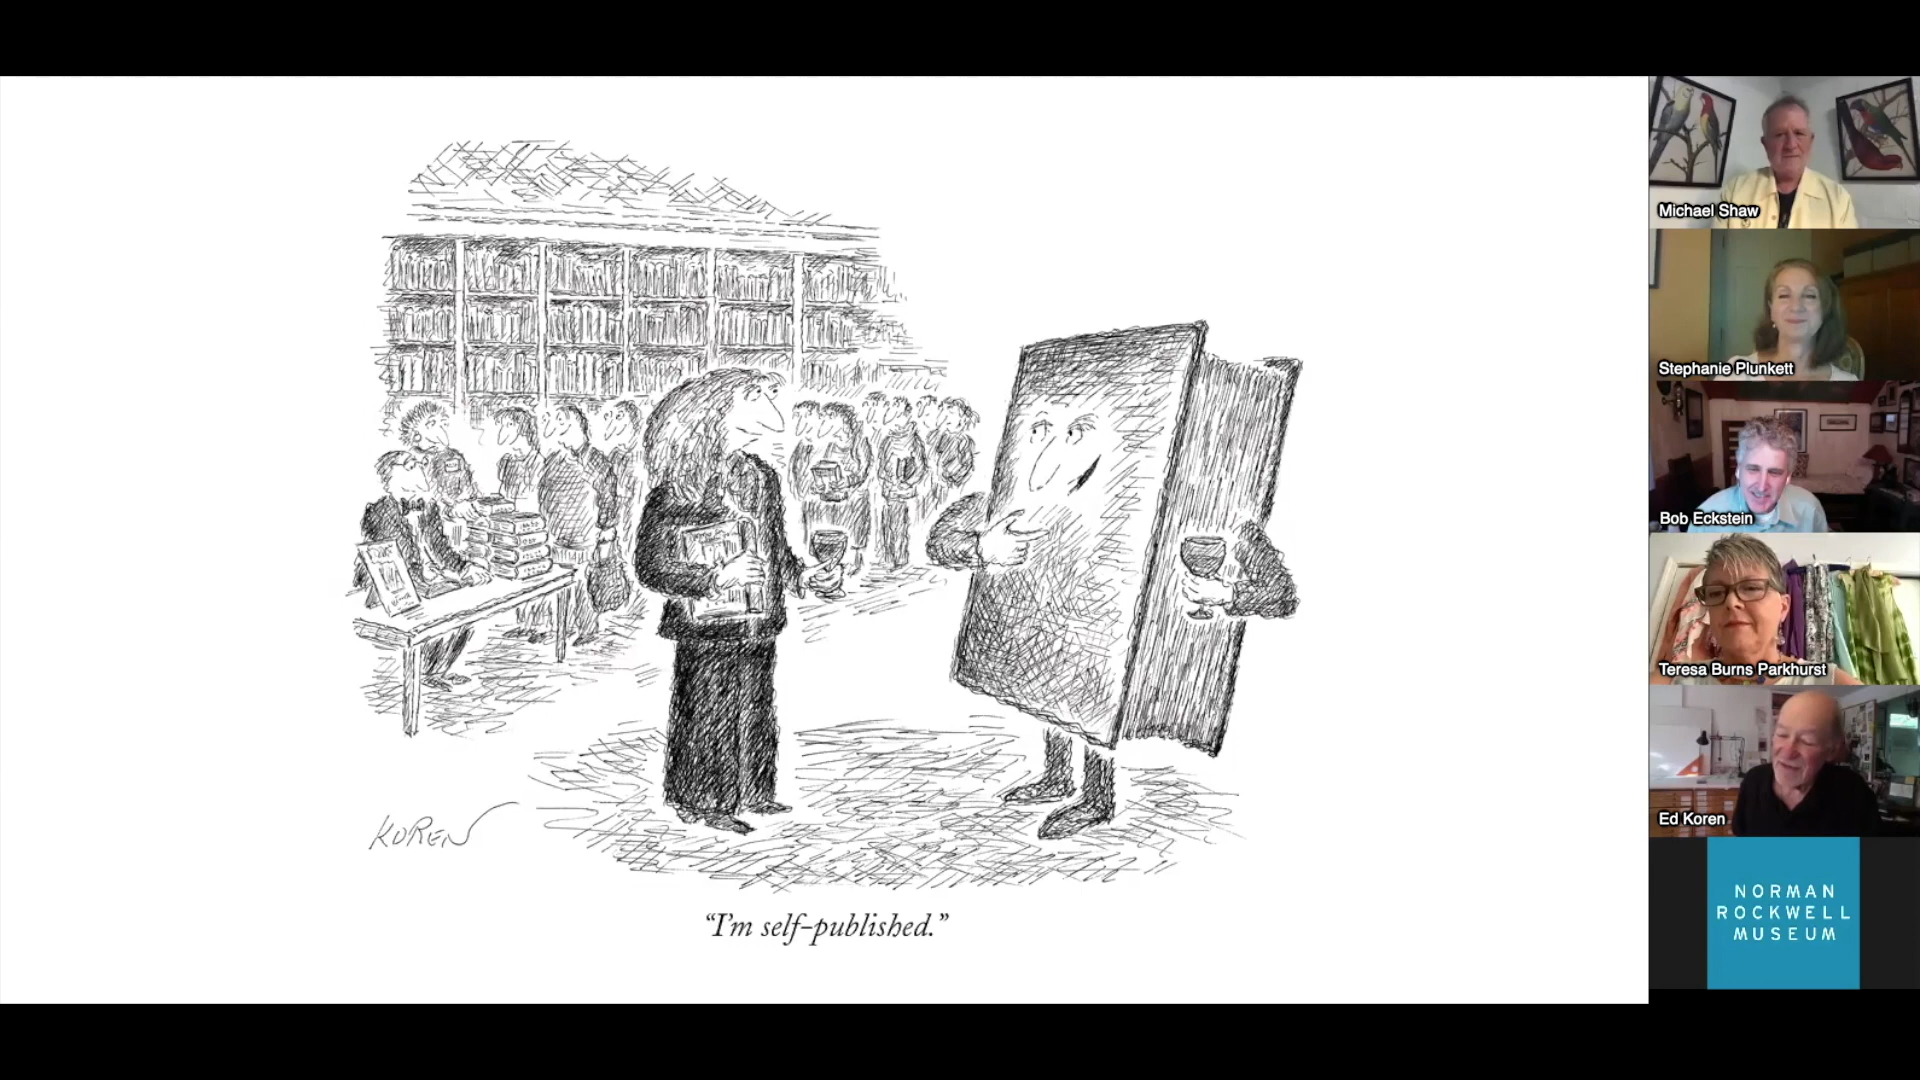 KOREN
“I’m self-published.”
Michael Shaw
Stephanie Plunkett
Bob Eckstein
Teresa Burns Parkhurst
Ed Koren
NORMAN
ROCKWELL
MUSEUM